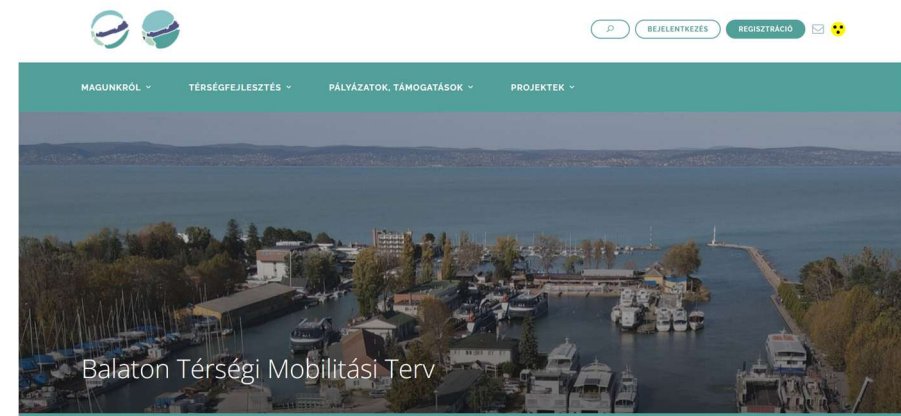 BEJELENTKEZÉS
REGISZTRÁCIÓ
MAGUNKRÓL
TÉRSÉGFEJLESZTÉS
PÁLYÁZATOK, TÁMOGATÁSOK
PROJEKTEK
Balaton Térségi Mobilitási Terv